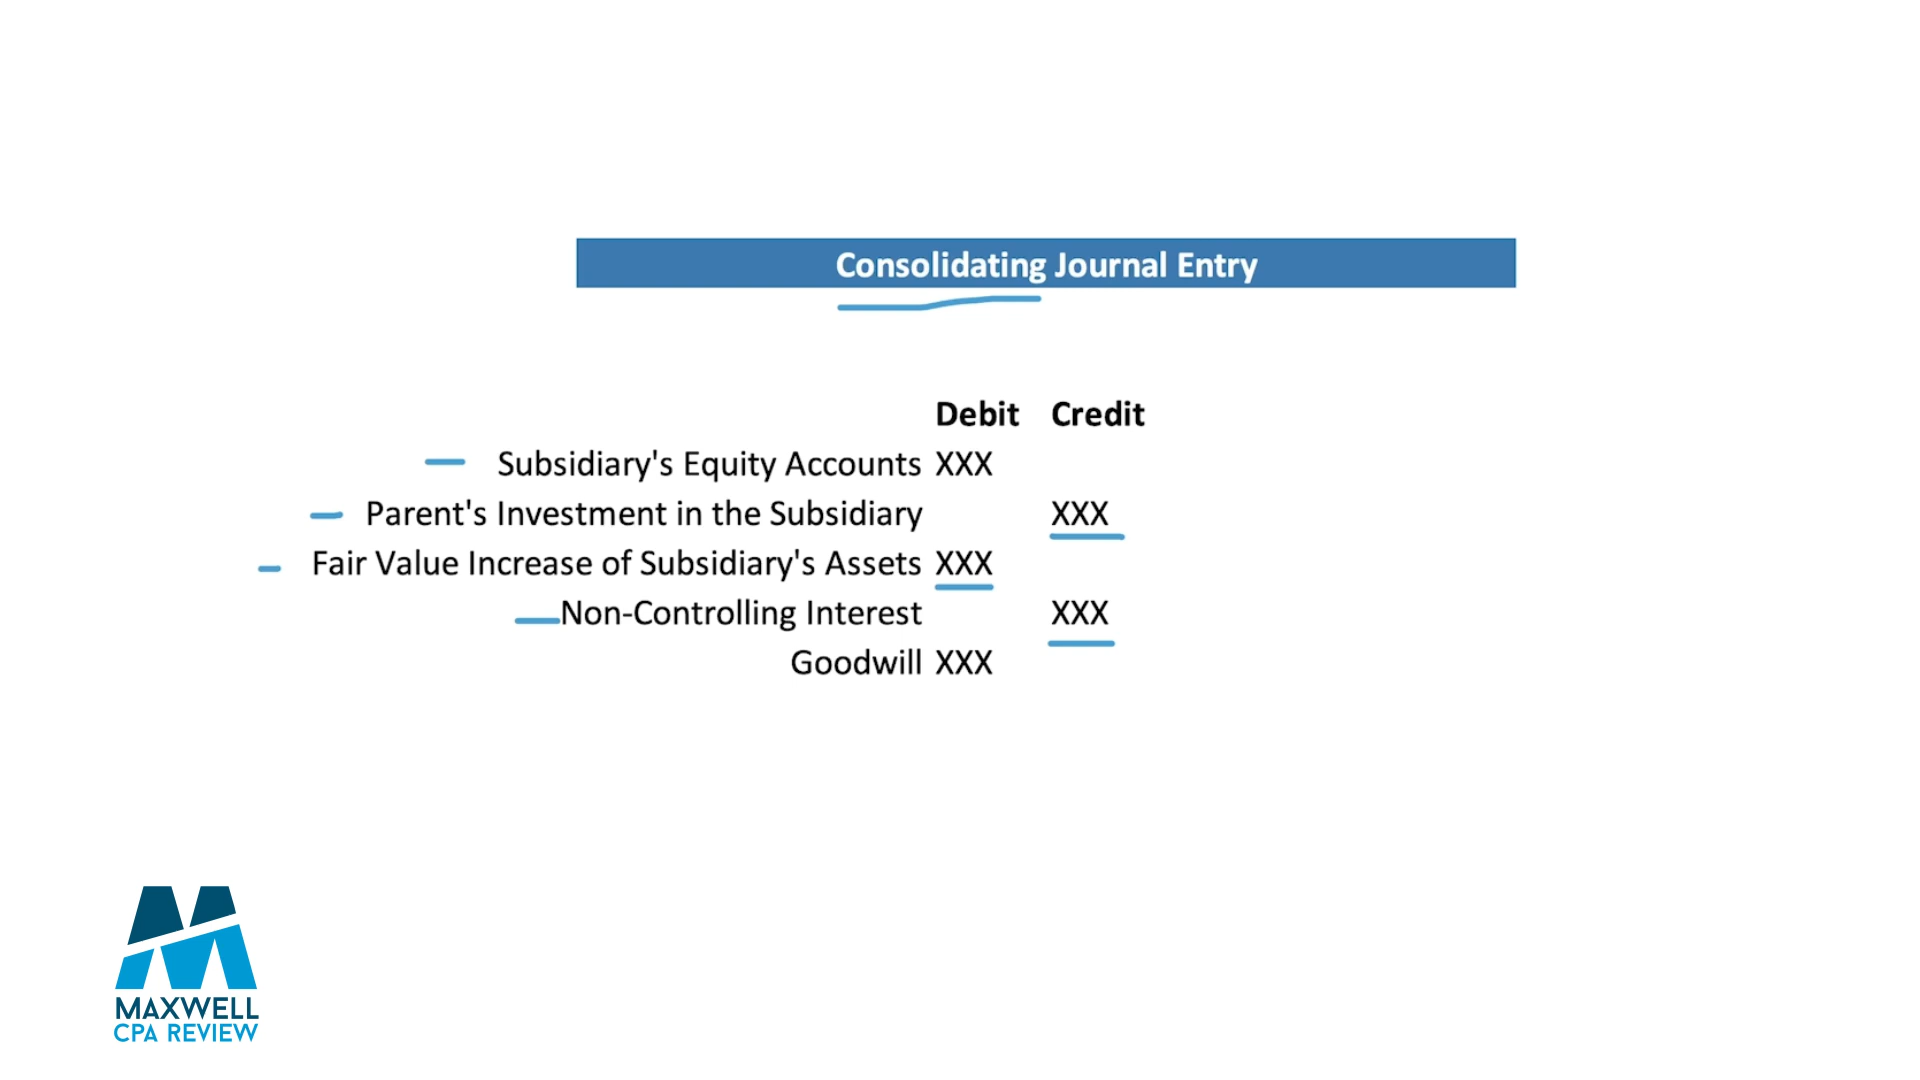 Consolidating Journal Entry
Debit Credit
Subsidiary's Equity Accounts XXX
Parent's Investment in the Subsidiary XXX
Fair Value Increase of Subsidiary's Assets XXX
Non-Controlling Interest XXX
Goodwill XXX
MAXWELL
CPA REVIEW